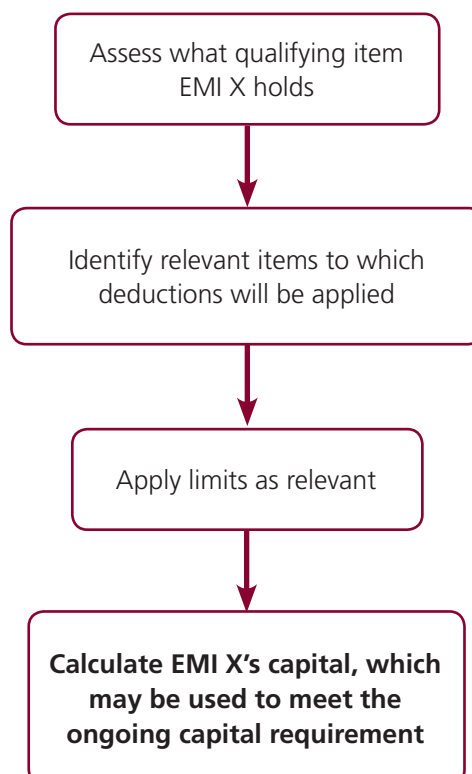 Assess what qualifying item
EMI X holds
Identify relevant items to which
deductions will be applied
Apply limits as relevant
Calculate EMI X’s capital, which
may be used to meet the
ongoing capital requirement